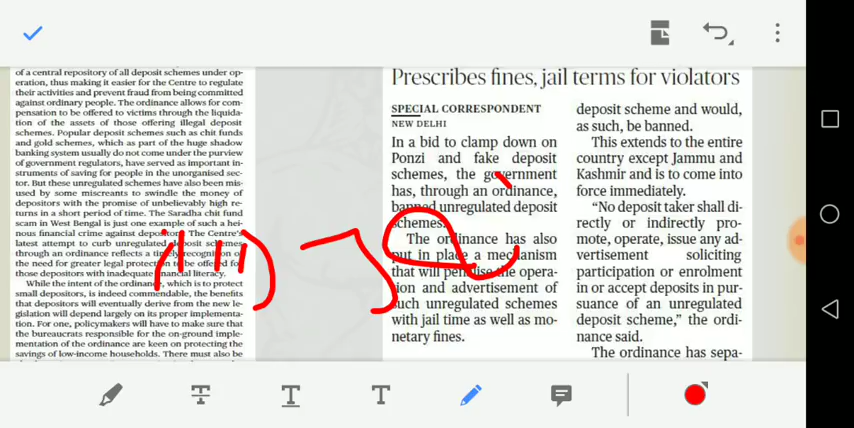 of a central repository of all deposit schemes under op-
eration, thus making it easier for the Centre to regulate
their activities and prevent fraud from being committed
against ordinary people. The ordinance allows for com-
pensation to be offered to victims through the liquida-
tion of the assets of those offering illegal deposit
schemes. Popular deposit schemes such as chit funds
and gold schemes, which as part of the huge shadow
banking system usually do not come under the purview
of government regulators, have served as important in-
struments of saving for people in the unorganised sec-
tor. But these unregulated schemes have also been mis-
used by some miscreants to swindle the money of
depositors with the promise of unbelievably high re-
turns in a short period of time. The Saradha chit fund
scam in West Bengal is just one example of such a hei-
nous financial crime against depositors. The Centre's
latest attempt to curb unregulated deposit schemes
through an ordinance reflects a timely recognition of
the need for greater legal protection to be offered for
those depositors with inadequate financial literacy.
While the intent of the ordinance, which is to protect
small depositors, is indeed commendable, the benefits
that depositors will eventually derive from the new le-
gislation will depend largely on its proper implementa-
tion. For one, policymakers will have to make sure that
the bureaucrats responsible for the on-ground imple-
mentation of the ordinance are keen on protecting the
savings of low-income households. There must also be
Prescribes fines, jail terms for violators
SPECIAL CORRESPONDENT
NEW DELHI
In a bid to clamp down on
Ponzi and fake deposit
schemes, the government
has, through an ordinance,
banned unregulated deposit
schemes.
The ordinance has also
put in place a mechanism
that will penalise the opera-
tion and advertisement of
such unregulated schemes
with jail time as well as mo-
netary fines.
deposit scheme and would,
as such, be banned.
This extends to the entire
country except Jammu and
Kashmir and is to come into
force immediately.
“No deposit taker shall di-
rectly or indirectly pro-
mote, operate, issue any ad-
vertisement soliciting
participation or enrolment
in or accept deposits in pur-
suance of an unregulated
deposit scheme,” the ordi-
nance said.
The ordinance has sepa-